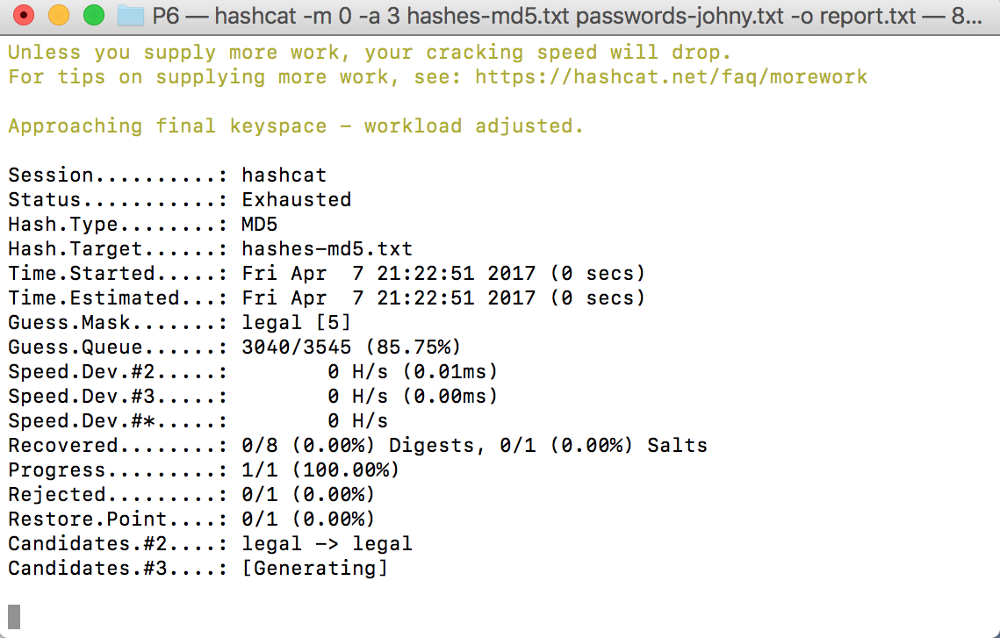 P6 — hashcat -m 0 -a 3 hashes-md5.txt passwords-johny.txt -o report.txt — 8...
Unless you supply more work, your cracking speed will drop.
For tips on supplying more work, see: https://hashcat.net/faq/morework
Approaching final keyspace - workload adjusted.
Session..........: hashcat
Status...........: Exhausted
Hash.Type........: MD5
Hash.Target......: hashes-md5.txt
Time.Started.....: Fri Apr  7 21:22:51 2017 (0 secs)
Time.Estimated...: Fri Apr  7 21:22:51 2017 (0 secs)
Guess.Mask.......: legal [5]
Guess.Queue......: 3040/3545 (85.75%)
Speed.Dev.#2.....:        0 H/s (0.01ms)
Speed.Dev.#3.....:        0 H/s (0.00ms)
Speed.Dev.#*.....:        0 H/s
Recovered........: 0/8 (0.00%) Digests, 0/1 (0.00%) Salts
Progress.........: 1/1 (100.00%)
Rejected.........: 0/1 (0.00%)
Restore.Point....: 0/1 (0.00%)
Candidates.#2....: legal -> legal
Candidates.#3....: [Generating]